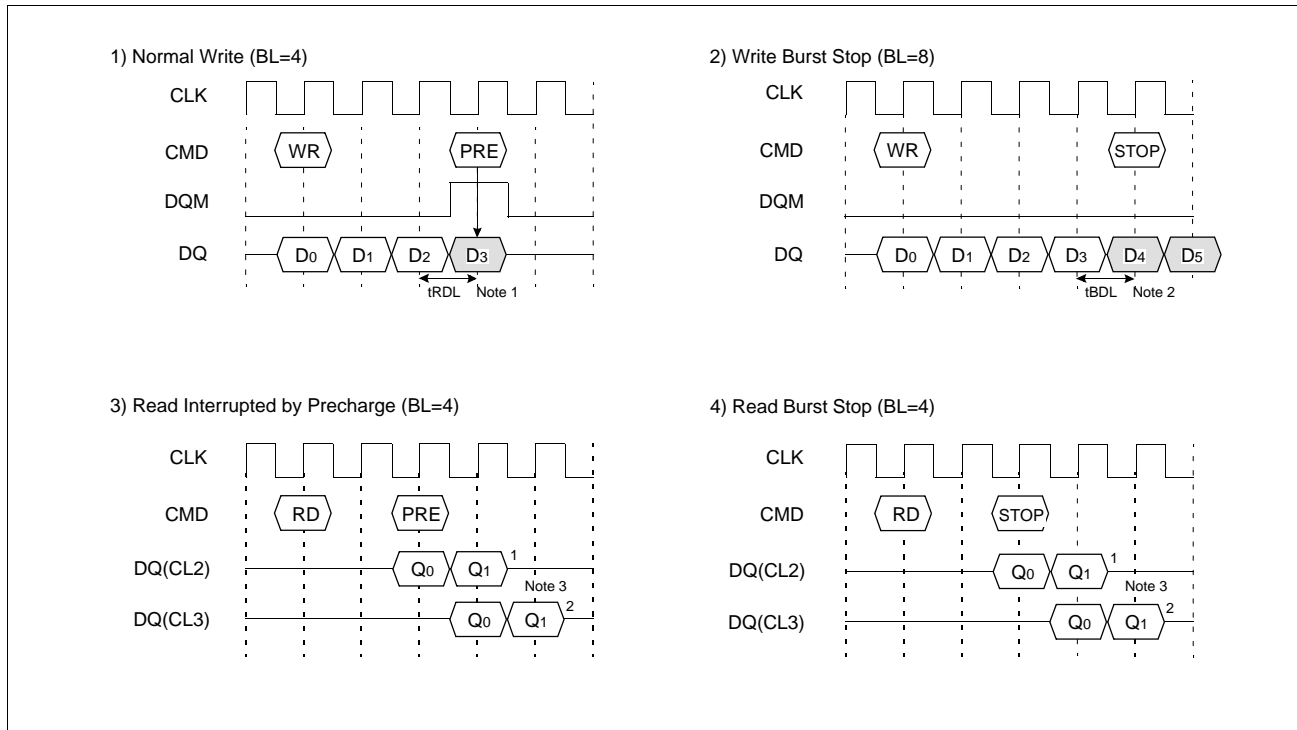 1) Normal Write (BL=4)
CLK
CMD WR PRE
DQM
DQ D0 D1 D2 D3
tRDL Note 1
2) Write Burst Stop (BL=8)
CLK
CMD WR STOP
DQM
DQ D0 D1 D2 D3 D4 D5
tBDL Note 2
3) Read Interrupted by Precharge (BL=4)
CLK
CMD RD PRE
DQ(CL2) Q0 Q1 1
Note 3
DQ(CL3) Q0 Q1 2
4) Read Burst Stop (BL=4)
CLK
CMD RD STOP
DQ(CL2) Q0 Q1 1
Note 3
DQ(CL3) Q0 Q1 2